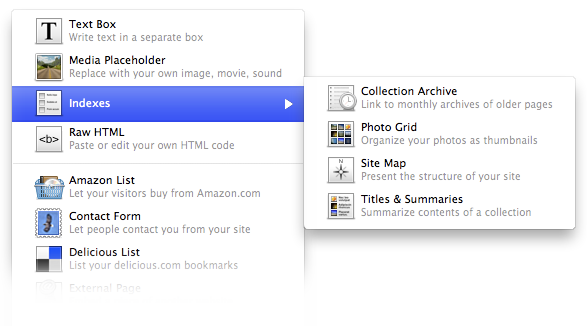 T
Text Box
Write text in a separate box
Media Placeholder
Replace with your own image, movie, sound
Indexes
<b>
Raw HTML
Paste or edit your own HTML code
Amazon List
Let your visitors buy from Amazon.com
Contact Form
Let people contact you from your site
Delicious List
List your delicious.com bookmarks
External Page
Collection Archive
Link to monthly archives of older pages
Photo Grid
Organize your photos as thumbnails
N
Site Map
Present the structure of your site
Titles & Summaries
Summarize contents of a collection